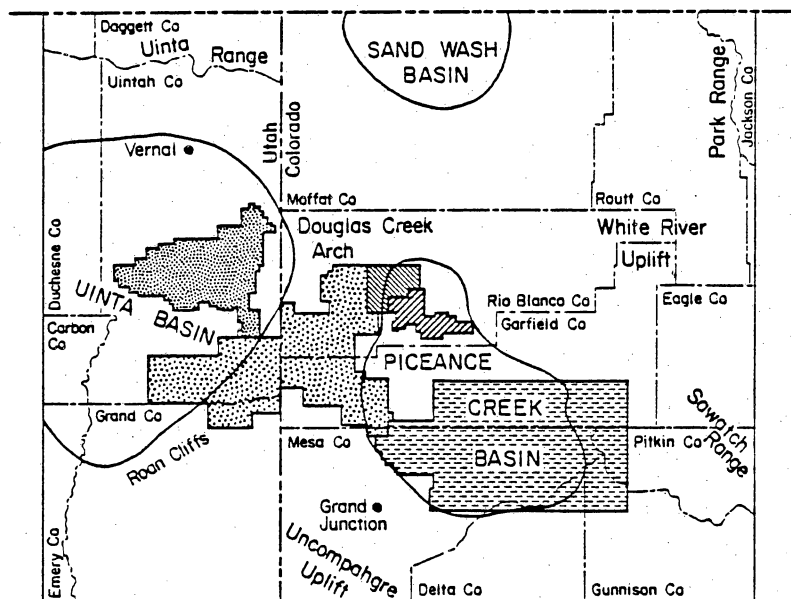 Daggett Co
Uinta
Range
Uintah Co
SAND WASH
BASIN
Park Range
Jackson Co
Vernal
Utah
Colorado
Moffat Co
Routt Co
Douglas Creek
Arch
White River
Uplift
Duchesne Co
UINTA BASIN
Carbon
Co
Rio Blanco Co
Garfield Co
Eagle Co
PICEANCE
CREEK
BASIN
Grand Co
Roan Cliffs
Mesa Co
Pitkin Co
Sawatch
Range
Grand
Junction
Uncompahgre
Uplift
Emery Co
Delta Co
Gunnison Co